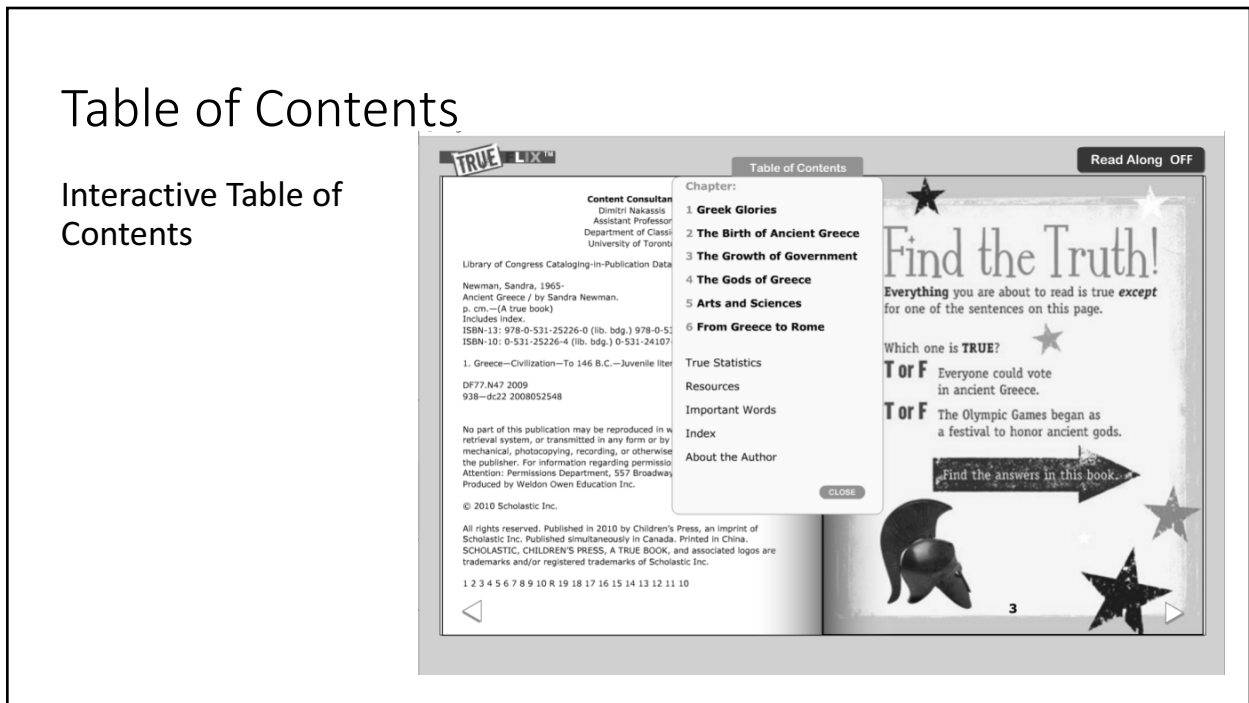 Table of Contents
Interactive Table of
Contents
TRUE FLIX™
Table of Contents
Read Along OFF
Content Consultan
Dimitri Nakassis
Assistant Professor
Department of Classi
University of Toront
Library of Congress Cataloging-in-Publication Data
Newman, Sandra, 1965-
Ancient Greece / by Sandra Newman.
p. cm.—(A true book)
Includes index.
ISBN-13: 978-0-531-25226-0 (lib. bdg.) 978-0-53
ISBN-10: 0-531-25226-4 (lib. bdg.) 0-531-24107-
1. Greece—Civilization—To 146 B.C.—Juvenile liter
DF77.N47 2009
938—dc22 2008052548
No part of this publication may be reproduced in w
retrieval system, or transmitted in any form or by
mechanical, photocopying, recording, or otherwise
the publisher. For information regarding permissio
Attention: Permissions Department, 557 Broadway
Produced by Weldon Owen Education Inc.
© 2010 Scholastic Inc.
All rights reserved. Published in 2010 by Children's Press, an imprint of
Scholastic Inc. Published simultaneously in Canada. Printed in China.
SCHOLASTIC, CHILDREN'S PRESS, A TRUE BOOK, and associated logos are
trademarks and/or registered trademarks of Scholastic Inc.
1 2 3 4 5 6 7 8 9 10 R 19 18 17 16 15 14 13 12 11 10
Chapter:
1 Greek Glories
2 The Birth of Ancient Greece
3 The Growth of Government
4 The Gods of Greece
5 Arts and Sciences
6 From Greece to Rome
True Statistics
Resources
Important Words
Index
About the Author
CLOSE
Find the Truth!
Everything you are about to read is true except
for one of the sentences on this page.
Which one is TRUE?
T or F Everyone could vote
in ancient Greece.
T or F The Olympic Games began as
a festival to honor ancient gods.
Find the answers in this book.
3